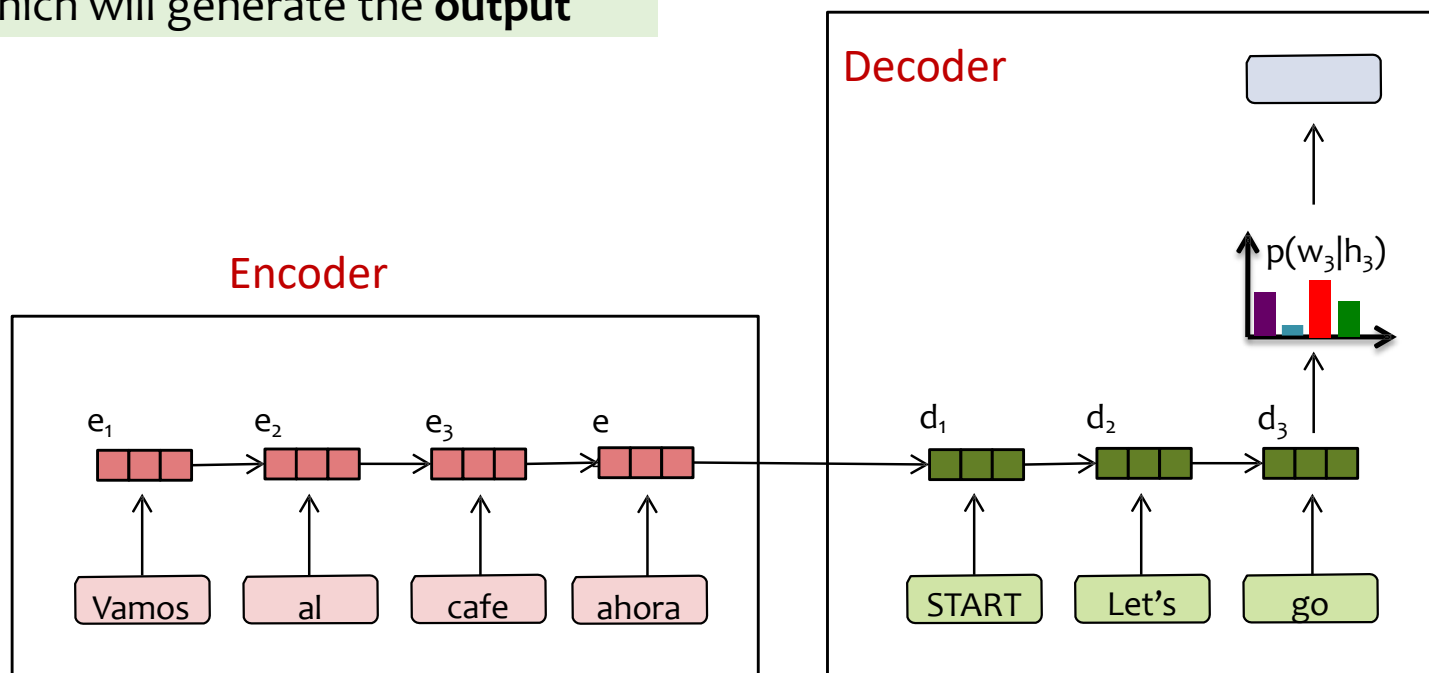 hich will generate the output
Decoder
p(w₃|h₃)
Encoder
e₁ e₂ e₃ e
d₁ d₂ d₃
Vamos al cafe ahora
START Let's go